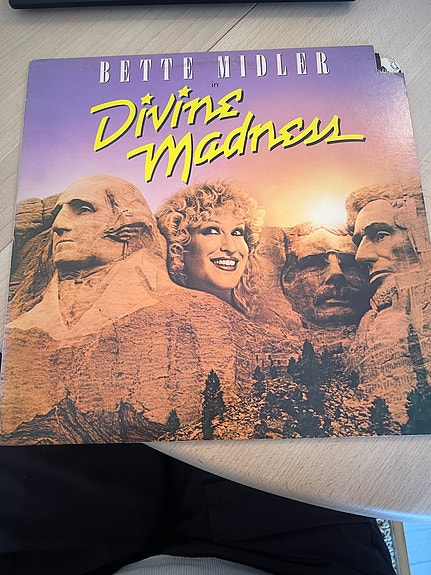 BETTE MIDLER
in
Divine
Madness